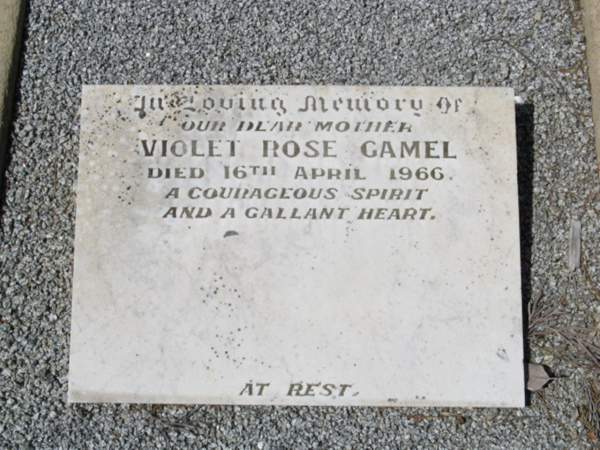 In Loving Memory Of
OUR DEAR MOTHER
VIOLET ROSE GAMEL
DIED 16TH APRIL 1966.
A COURAGEOUS SPIRIT
AND A GALLANT HEART.
AT REST.